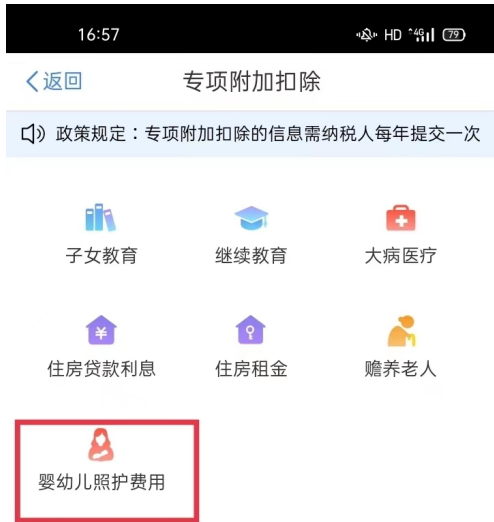 16:57 HD 4G 79
返回 专项附加扣除
政策规定：专项附加扣除的信息需纳税人每年提交一次
子女教育 继续教育 大病医疗
¥
住房贷款利息 住房租金 赡养老人
婴幼儿照护费用